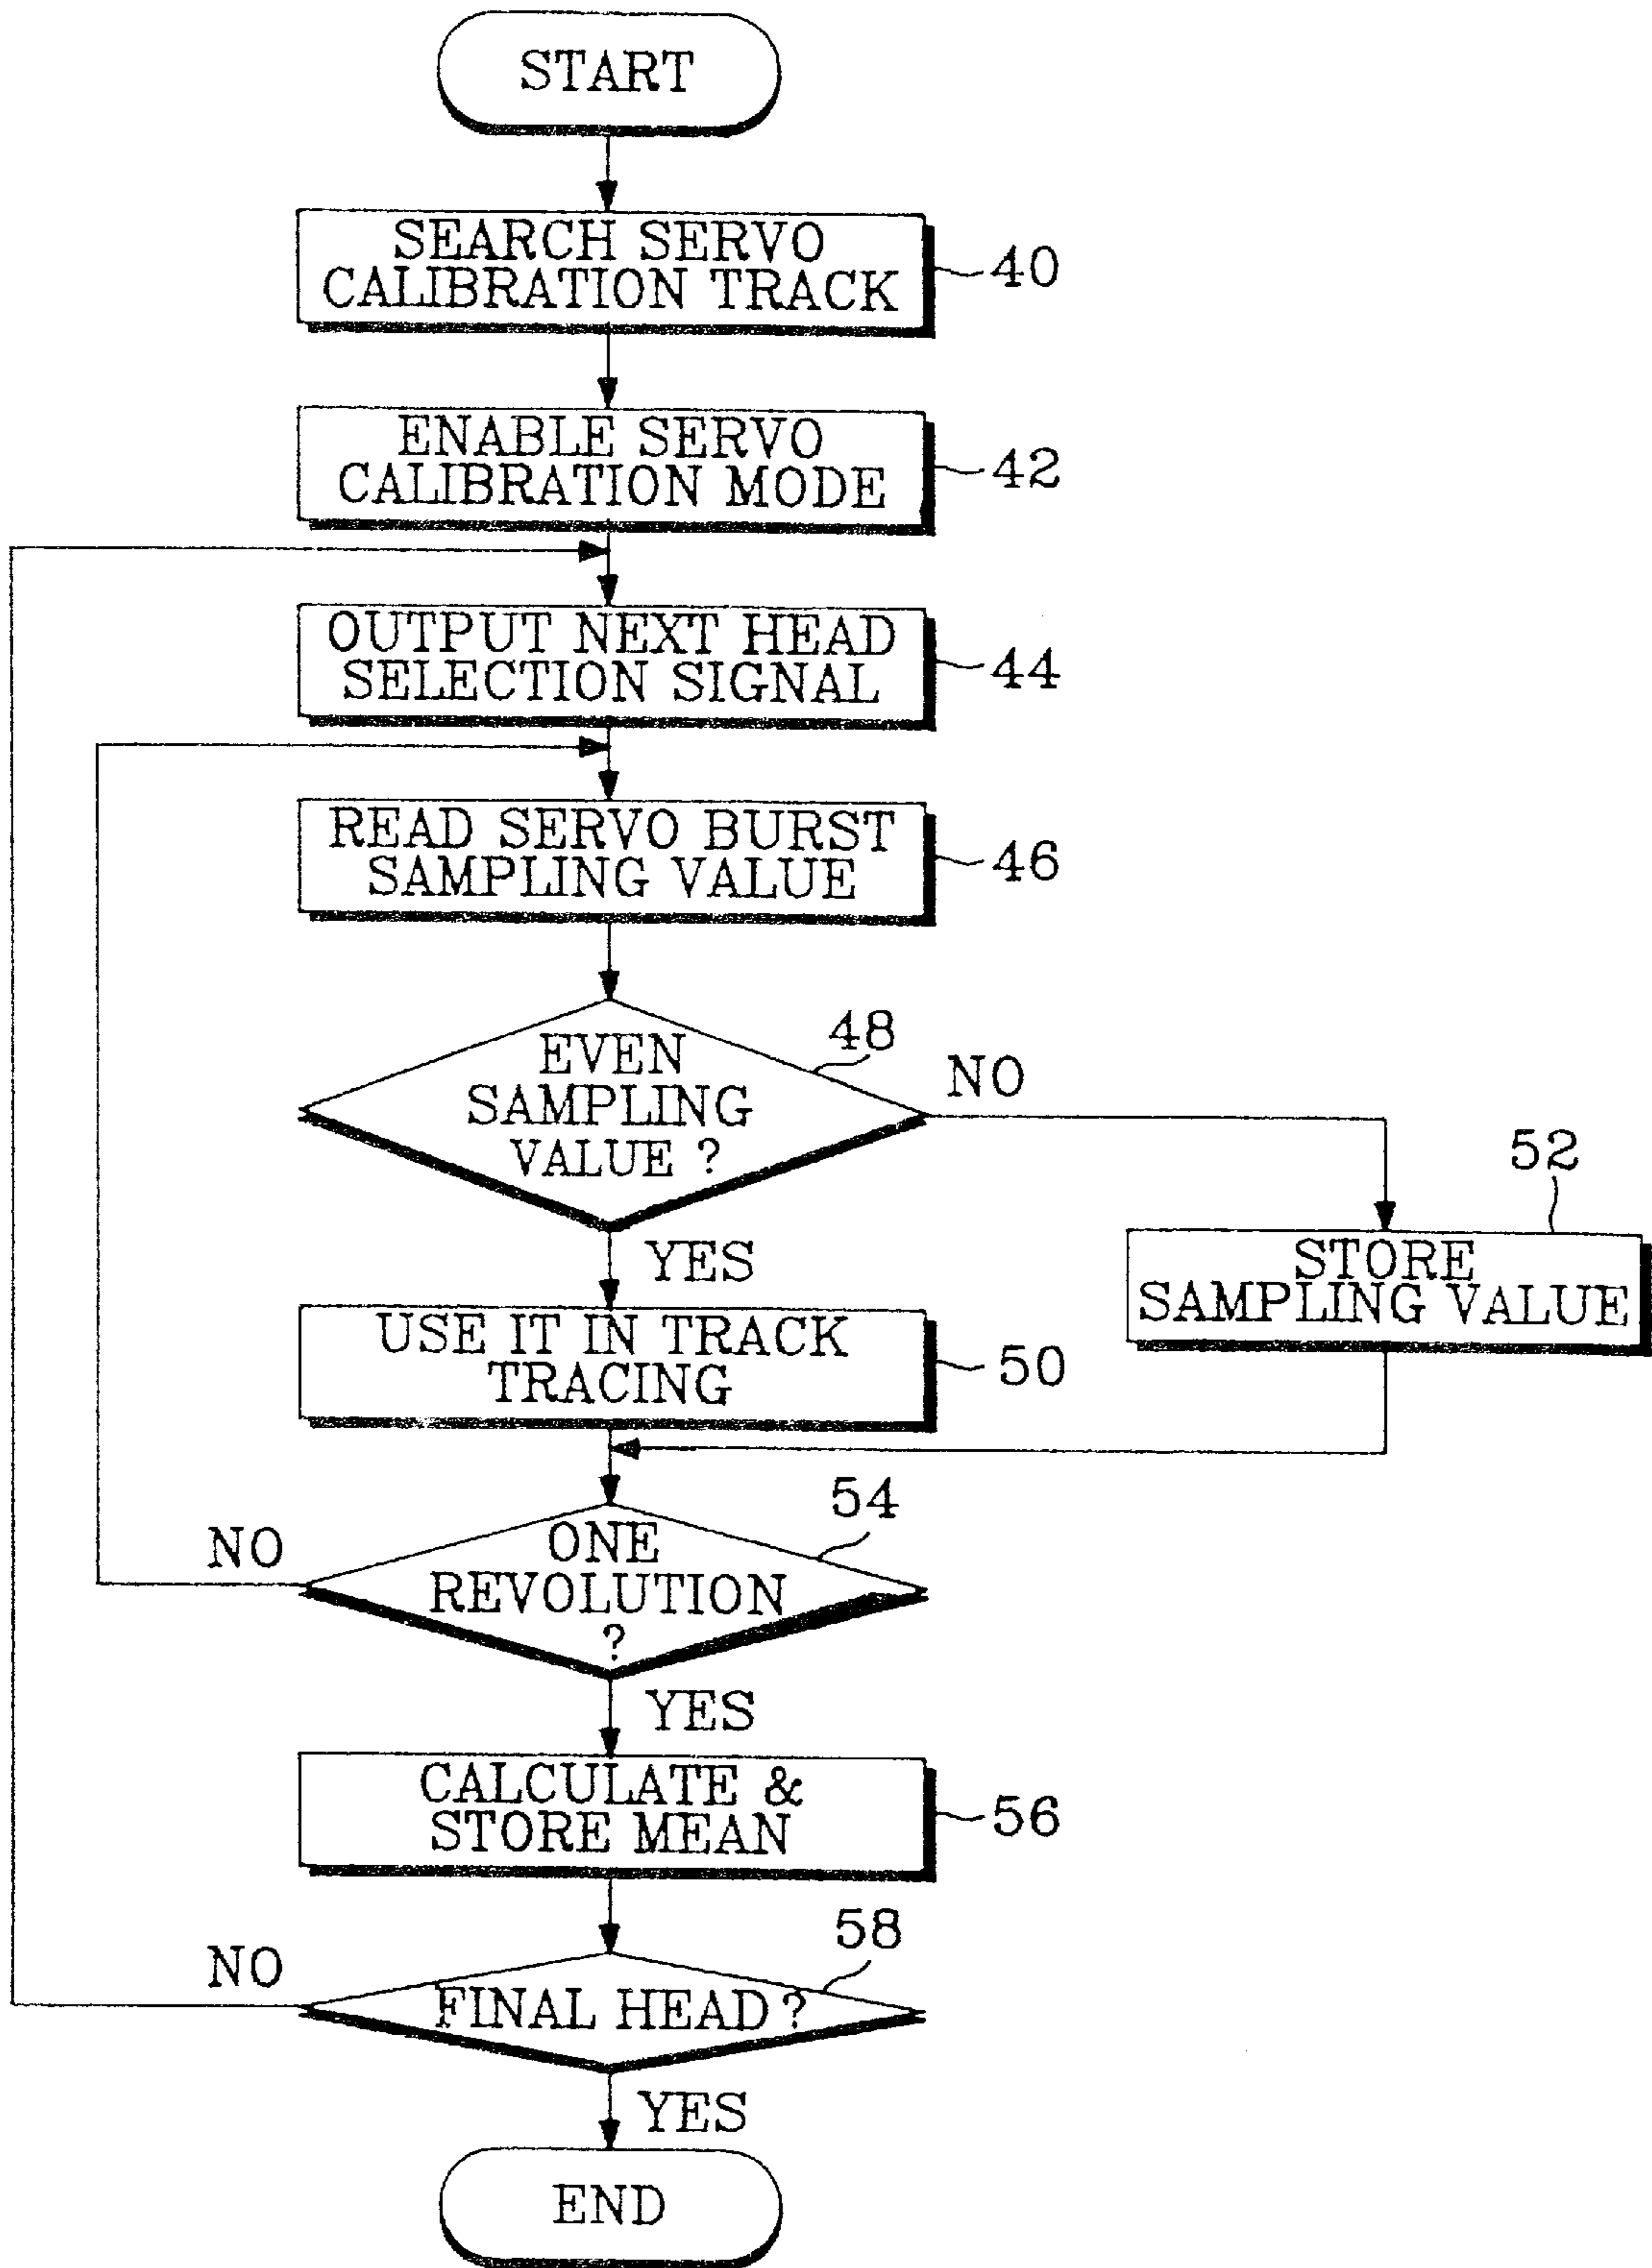 START
SEARCH SERVO
CALIBRATION TRACK
40
ENABLE SERVO
CALIBRATION MODE
42
OUTPUT NEXT HEAD
SELECTION SIGNAL
44
READ SERVO BURST
SAMPLING VALUE
46
EVEN
SAMPLING
VALUE ?
48
NO
YES
52
STORE
SAMPLING VALUE
USE IT IN TRACK
TRACING
50
54
NO
ONE
REVOLUTION
?
YES
CALCULATE &
STORE MEAN
56
58
NO
FINAL HEAD ?
YES
END